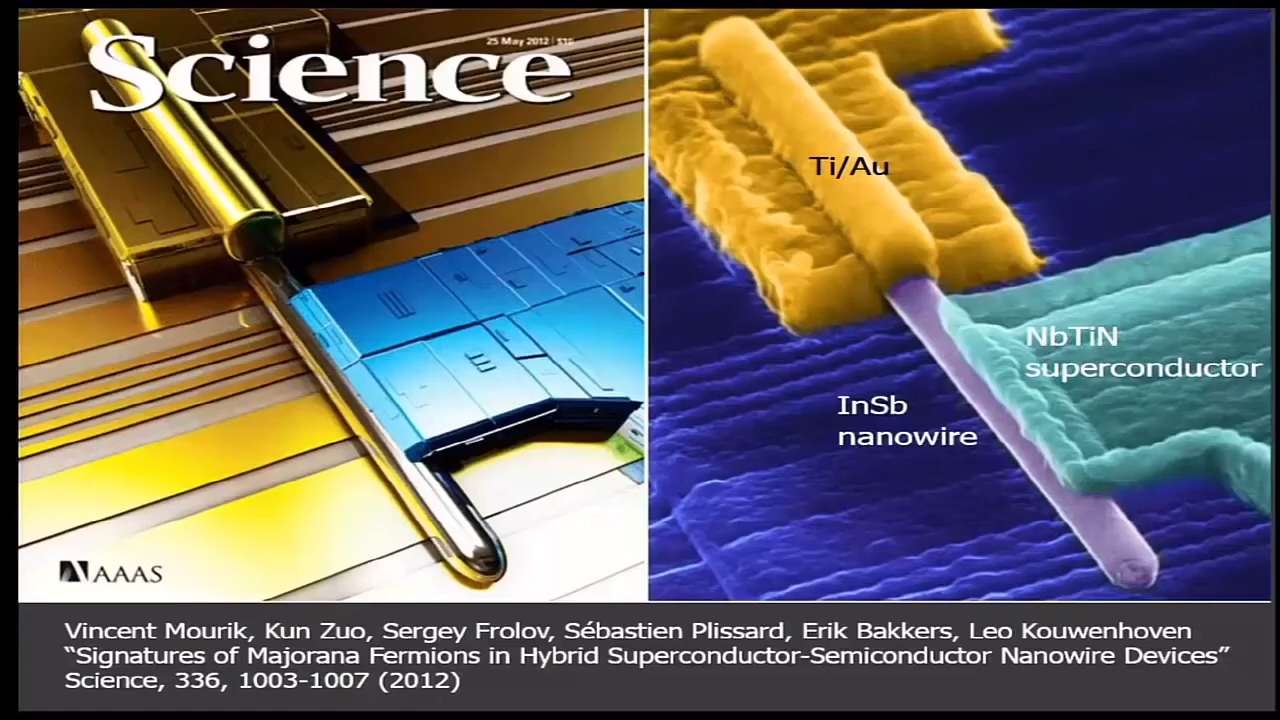 Science
25 May 2012 | $10
AAAS
Ti/Au
NbTiN
superconductor
InSb
nanowire
Vincent Mourik, Kun Zuo, Sergey Frolov, Sébastien Plissard, Erik Bakkers, Leo Kouwenhoven
“Signatures of Majorana Fermions in Hybrid Superconductor-Semiconductor Nanowire Devices”
Science, 336, 1003-1007 (2012)